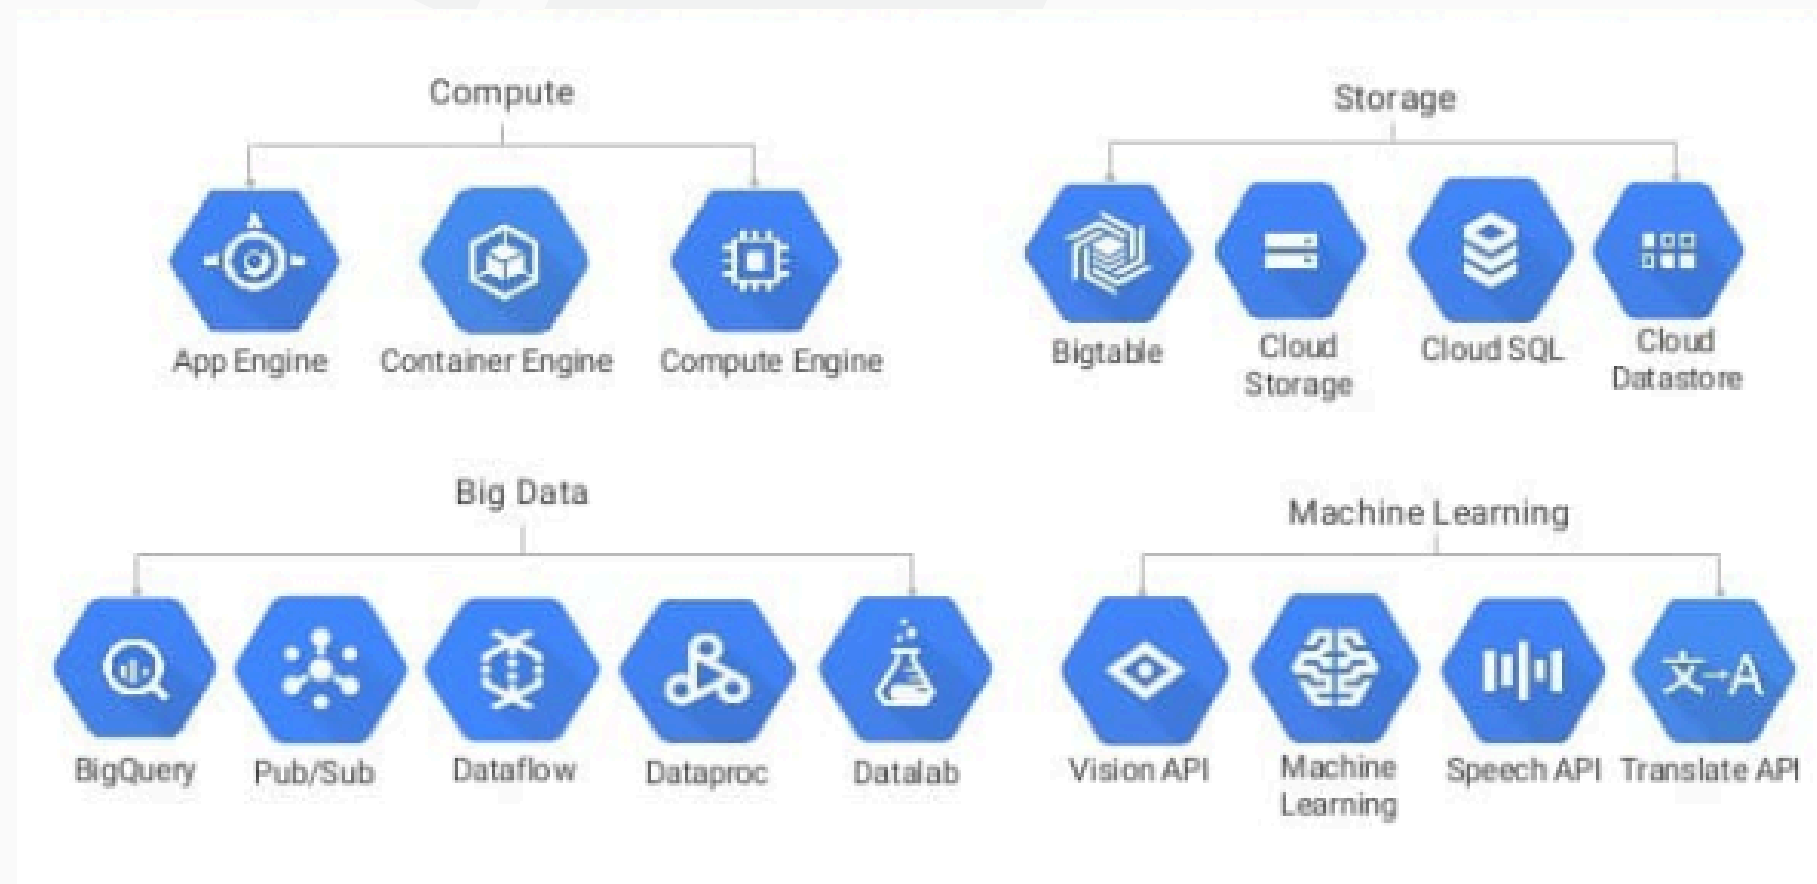 Compute
App Engine
Container Engine
Compute Engine
Storage
Bigtable
Cloud
Storage
Cloud SQL
Cloud
Datastore
Big Data
BigQuery
Pub/Sub
Dataflow
Dataproc
Datalab
Machine Learning
Vision API
Machine
Learning
Speech API
Translate API
文→A